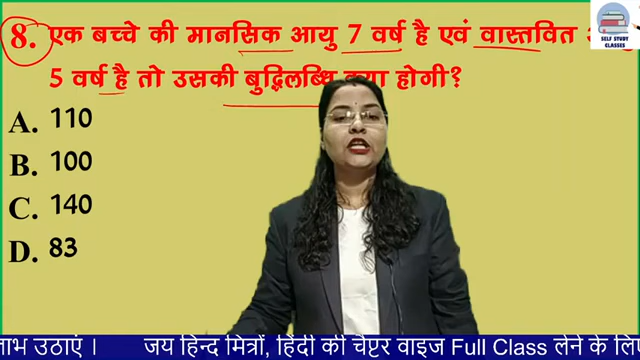 8. एक बच्चे की मानसिक आयु 7 वर्ष है एवं वास्तवित
5 वर्ष है तो उसकी बुद्धिलब्धि क्या होगी?
A. 110
B. 100
C. 140
D. 83
SELF STUDY
CLASSES
लाभ उठाएं । जय हिन्द मित्रों, हिंदी की चैप्टर वाइज Full Class लेने के लि